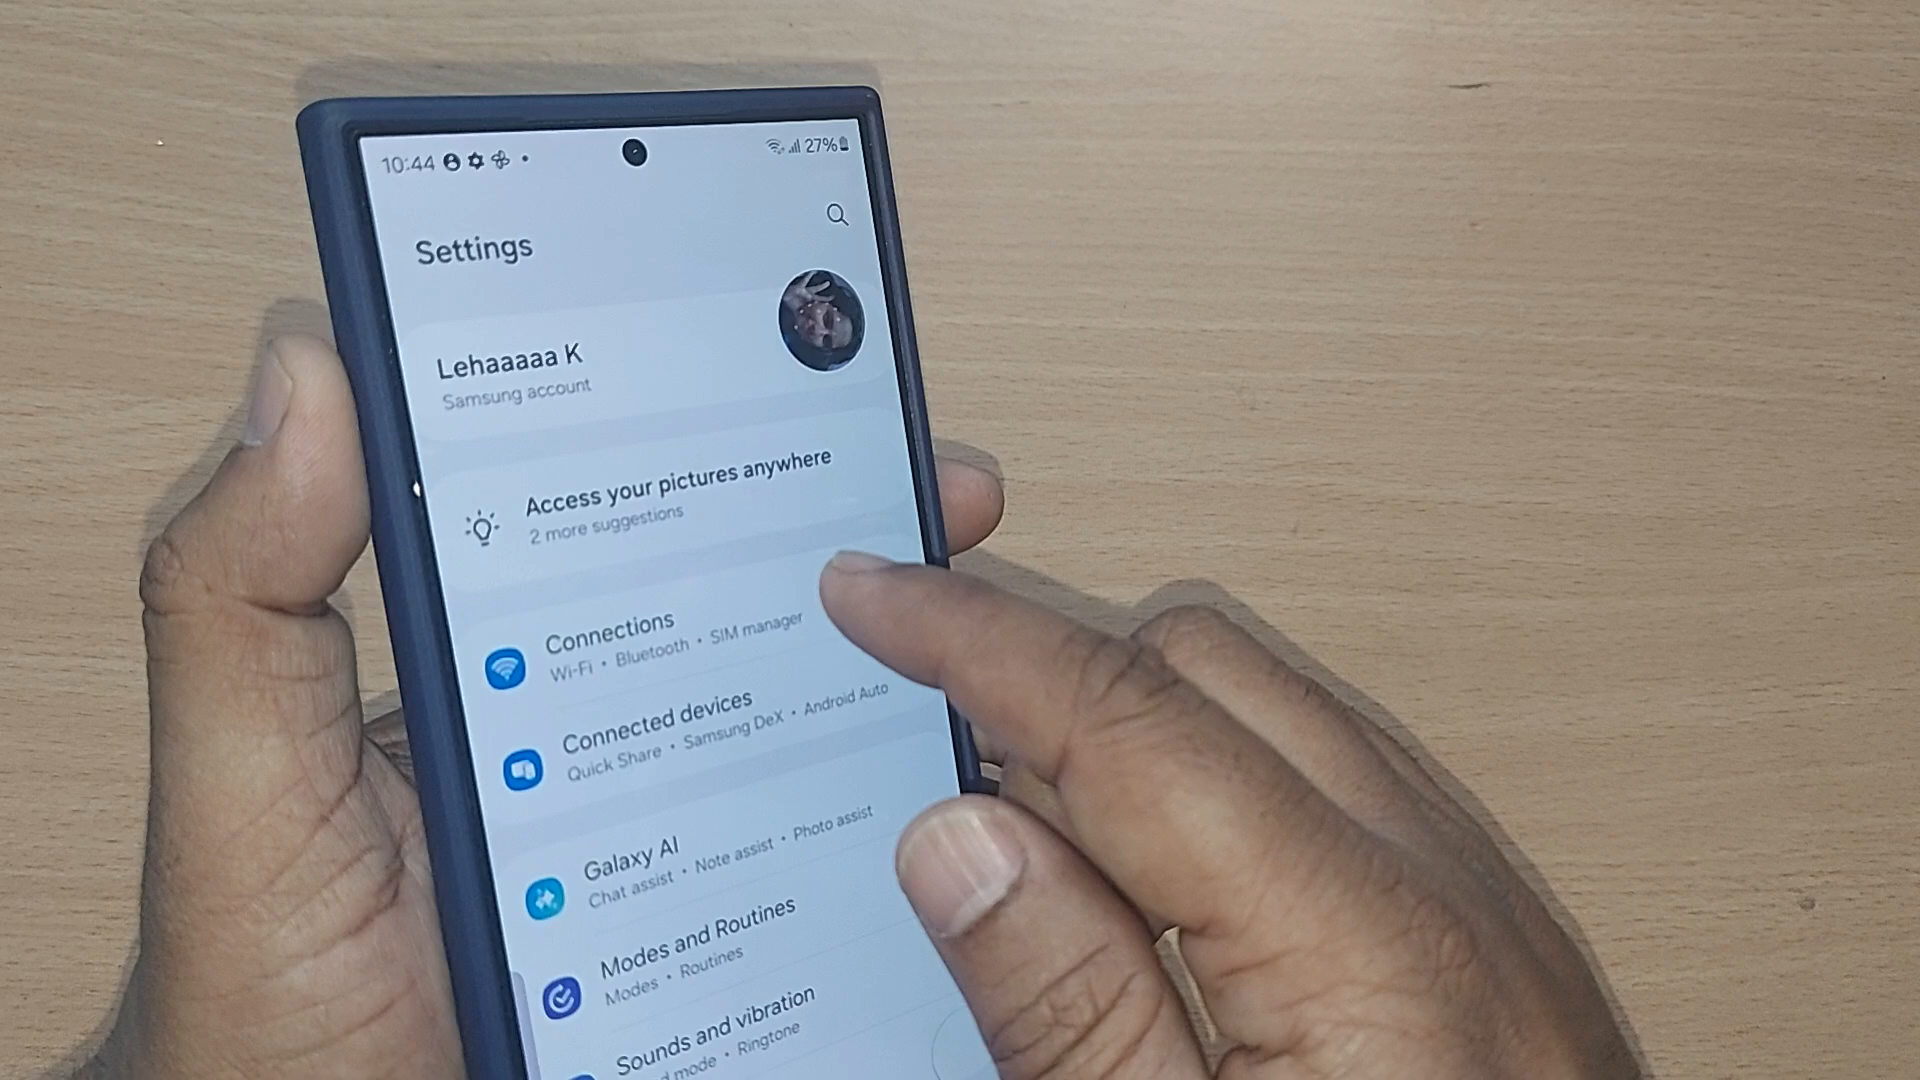 10:44
27%
Settings
Lehaaaaa K
Samsung account
Access your pictures anywhere
2 more suggestions
Connections
Wi-Fi • Bluetooth • SIM manager
Connected devices
Quick Share • Samsung DeX • Android Auto
Galaxy AI
Chat assist • Note assist • Photo assist
Modes and Routines
Modes • Routines
Sounds and vibration
mode • Ringtone